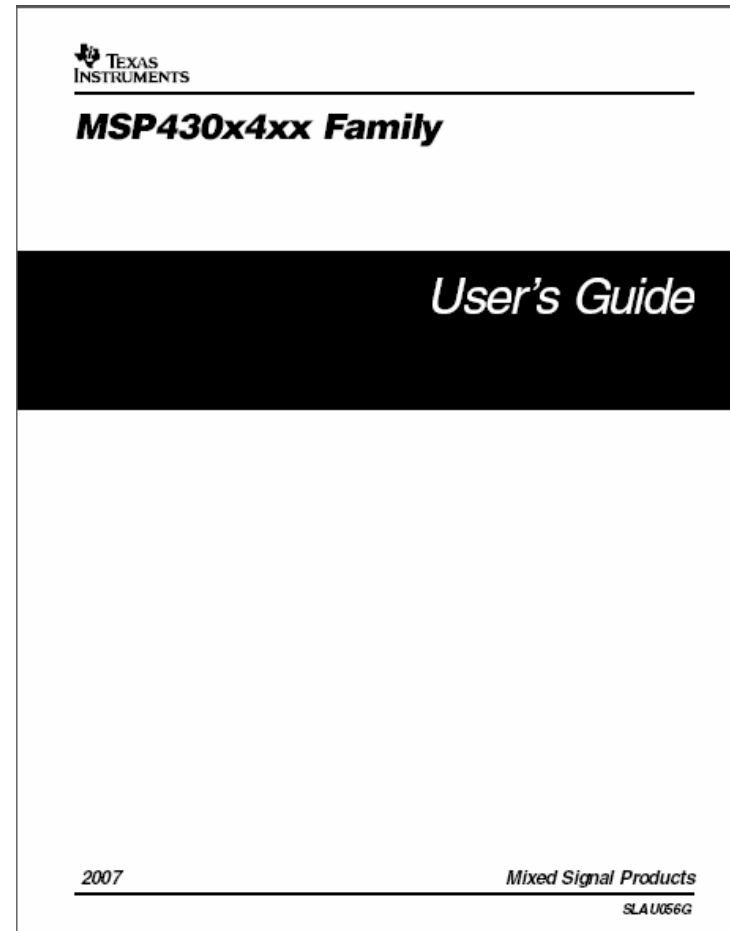 TEXAS
INSTRUMENTS
MSP430x4xx Family
User's Guide
2007
Mixed Signal Products
SLAU056G